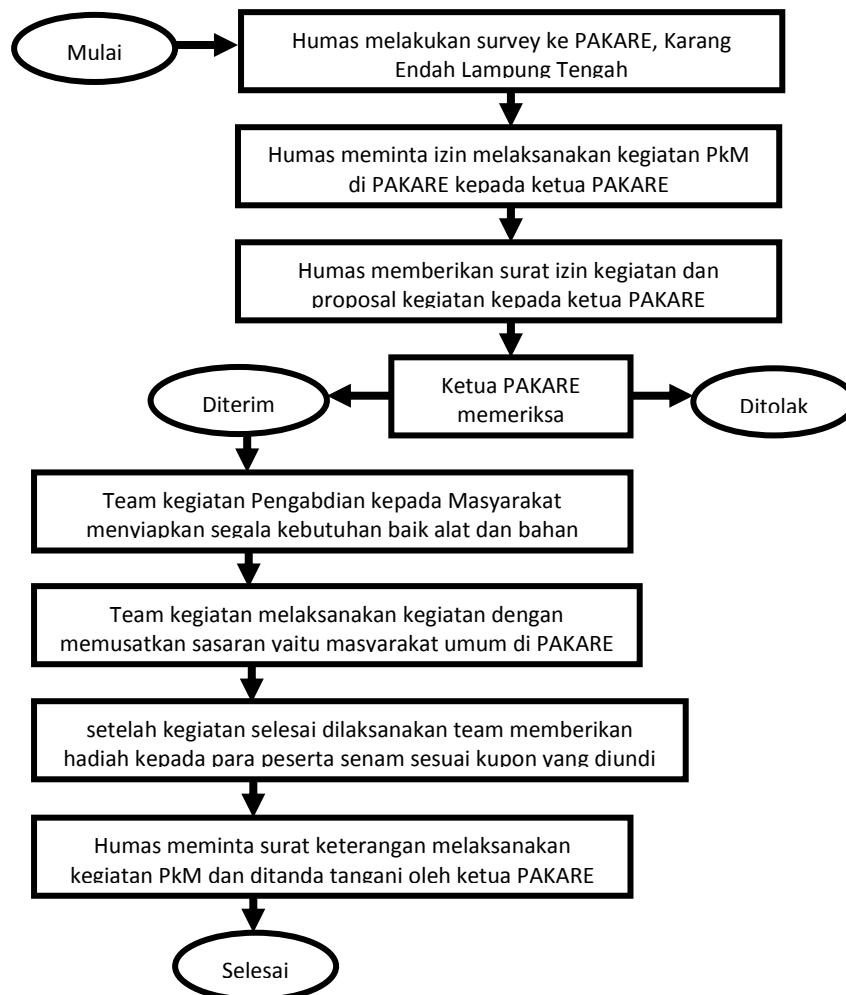 Mulai
Humas melakukan survey ke PAKARE, Karang
Endah Lampung Tengah
Humas meminta izin melaksanakan kegiatan PkM
di PAKARE kepada ketua PAKARE
Humas memberikan surat izin kegiatan dan
proposal kegiatan kepada ketua PAKARE
Diterim
Ketua PAKARE
memeriksa
Ditolak
Team kegiatan Pengabdian kepada Masyarakat
menyiapkan segala kebutuhan baik alat dan bahan
Team kegiatan melaksanakan kegiatan dengan
memusatkan sasaran yaitu masyarakat umum di PAKARE
setelah kegiatan selesai dilaksanakan team memberikan
hadiah kepada para peserta senam sesuai kupon yang diundi
Humas meminta surat keterangan melaksanakan
kegiatan PkM dan ditanda tangani oleh ketua PAKARE
Selesai